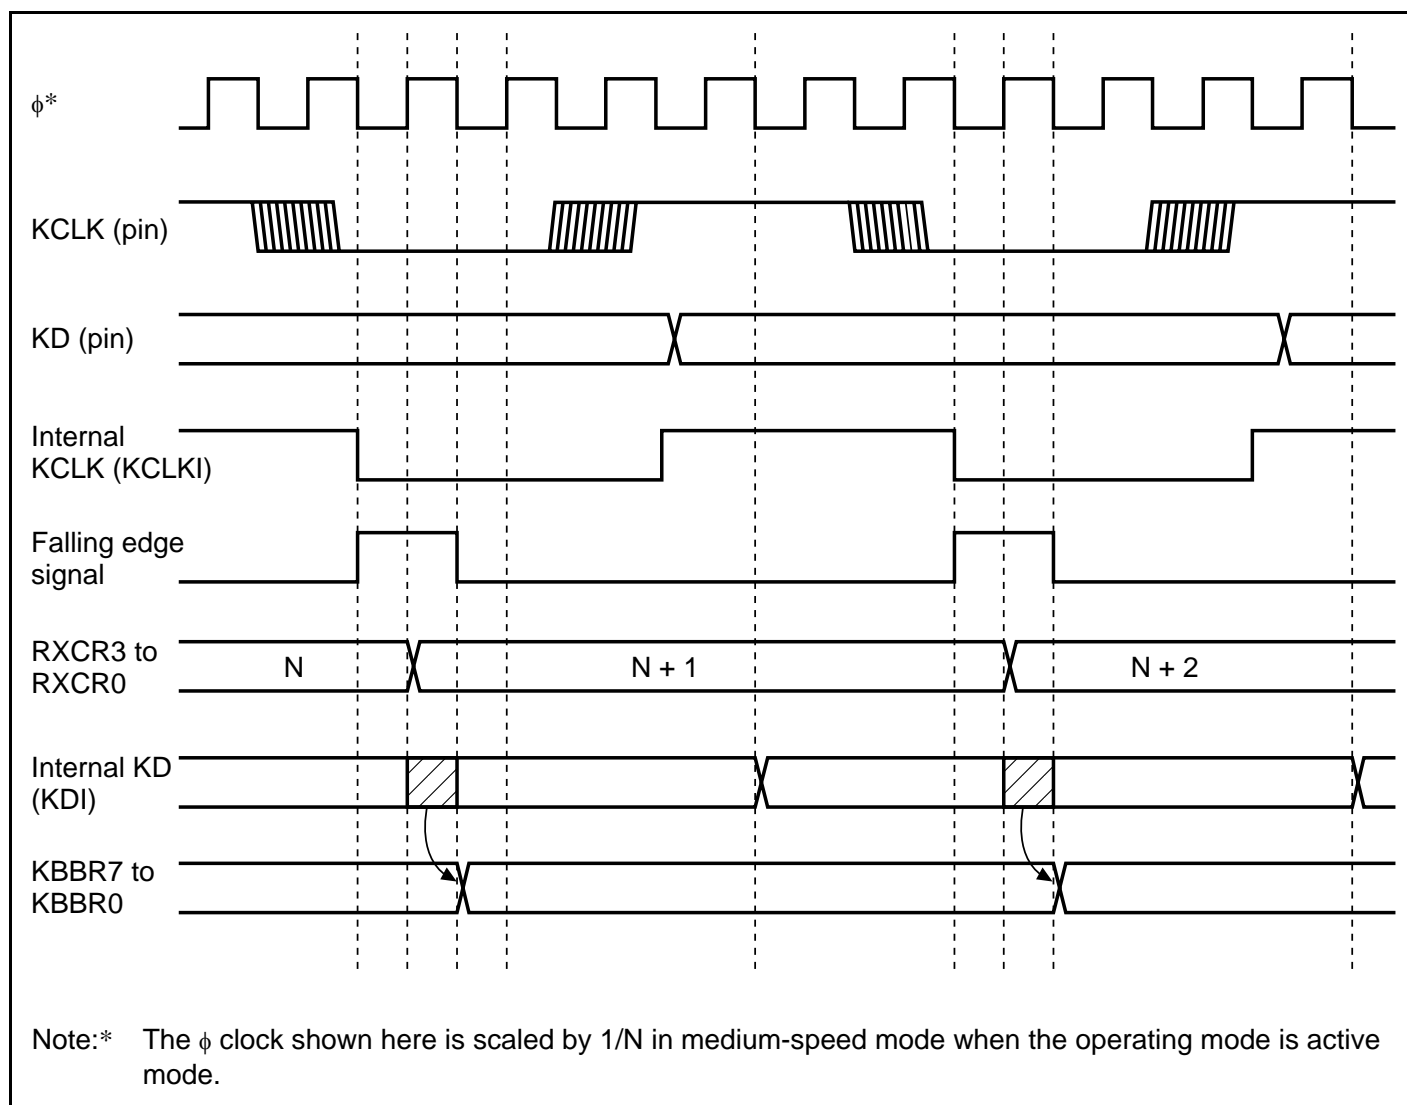 ϕ*
KCLK (pin)
KD (pin)
Internal
KCLK (KCLKI)
Falling edge
signal
RXCR3 to
RXCR0
N
N + 1
N + 2
Internal KD
(KDI)
KBBR7 to
KBBR0
Note:* The ϕ clock shown here is scaled by 1/N in medium-speed mode when the operating mode is active
mode.